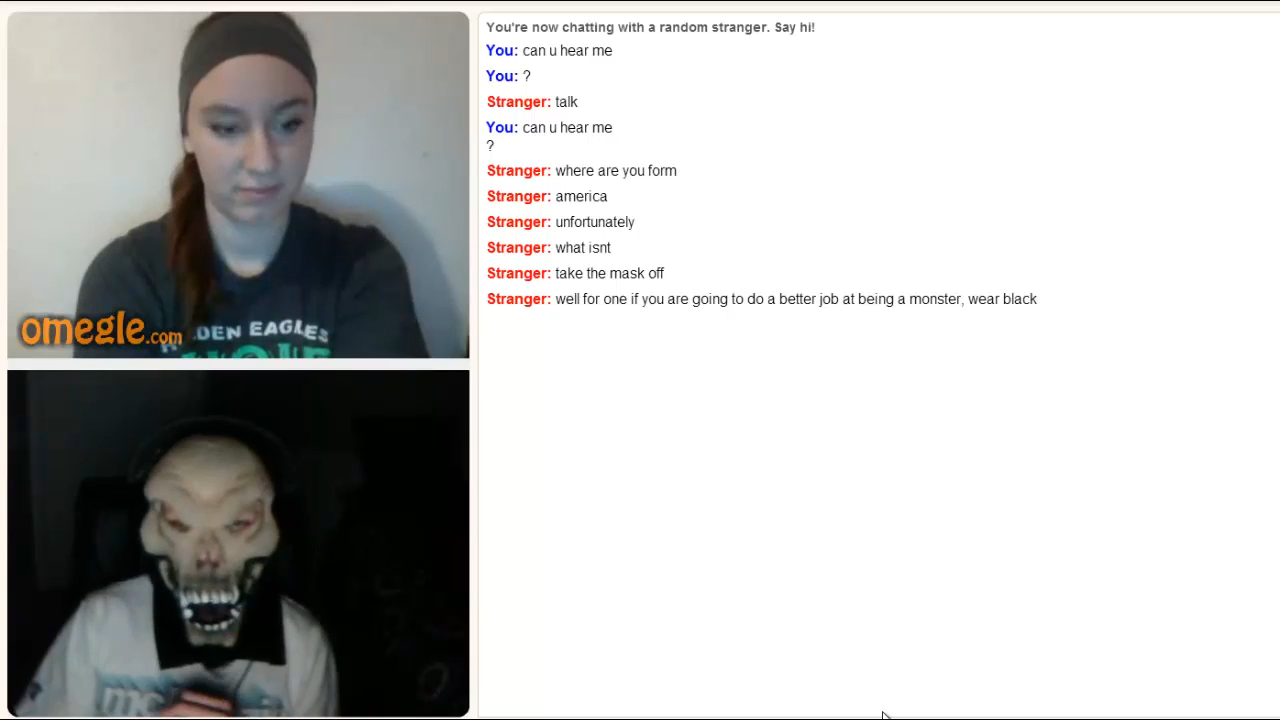 You're now chatting with a random stranger. Say hi!
You: can u hear me
You: ?
Stranger: talk
You: can u hear me
?
Stranger: where are you form
Stranger: america
Stranger: unfortunately
Stranger: what isnt
Stranger: take the mask off
Stranger: well for one if you are going to do a better job at being a monster, wear black
omegle.com
DEN EAGLES